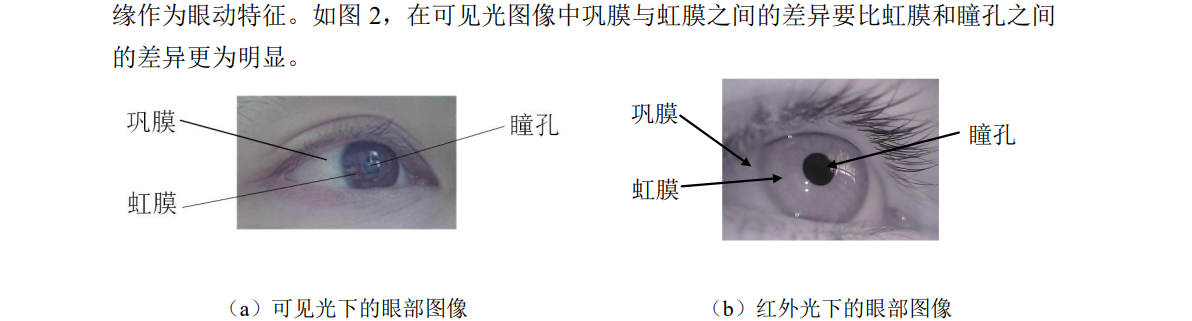 缘作为眼动特征。如图 2，在可见光图像中巩膜与虹膜之间的差异要比虹膜和瞳孔之间
的差异更为明显。
巩膜
瞳孔
虹膜
巩膜
瞳孔
虹膜
（a）可见光下的眼部图像
（b）红外光下的眼部图像